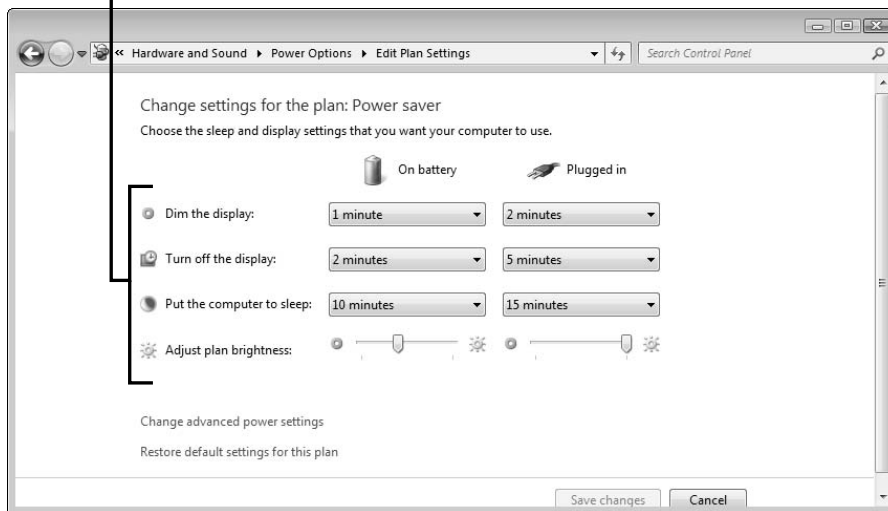 « Hardware and Sound ▸ Power Options ▸ Edit Plan Settings Search Control Panel
Change settings for the plan: Power saver
Choose the sleep and display settings that you want your computer to use.
On battery Plugged in
Dim the display: 1 minute 2 minutes
Turn off the display: 2 minutes 5 minutes
Put the computer to sleep: 10 minutes 15 minutes
Adjust plan brightness:
Change advanced power settings
Restore default settings for this plan
Save changes Cancel